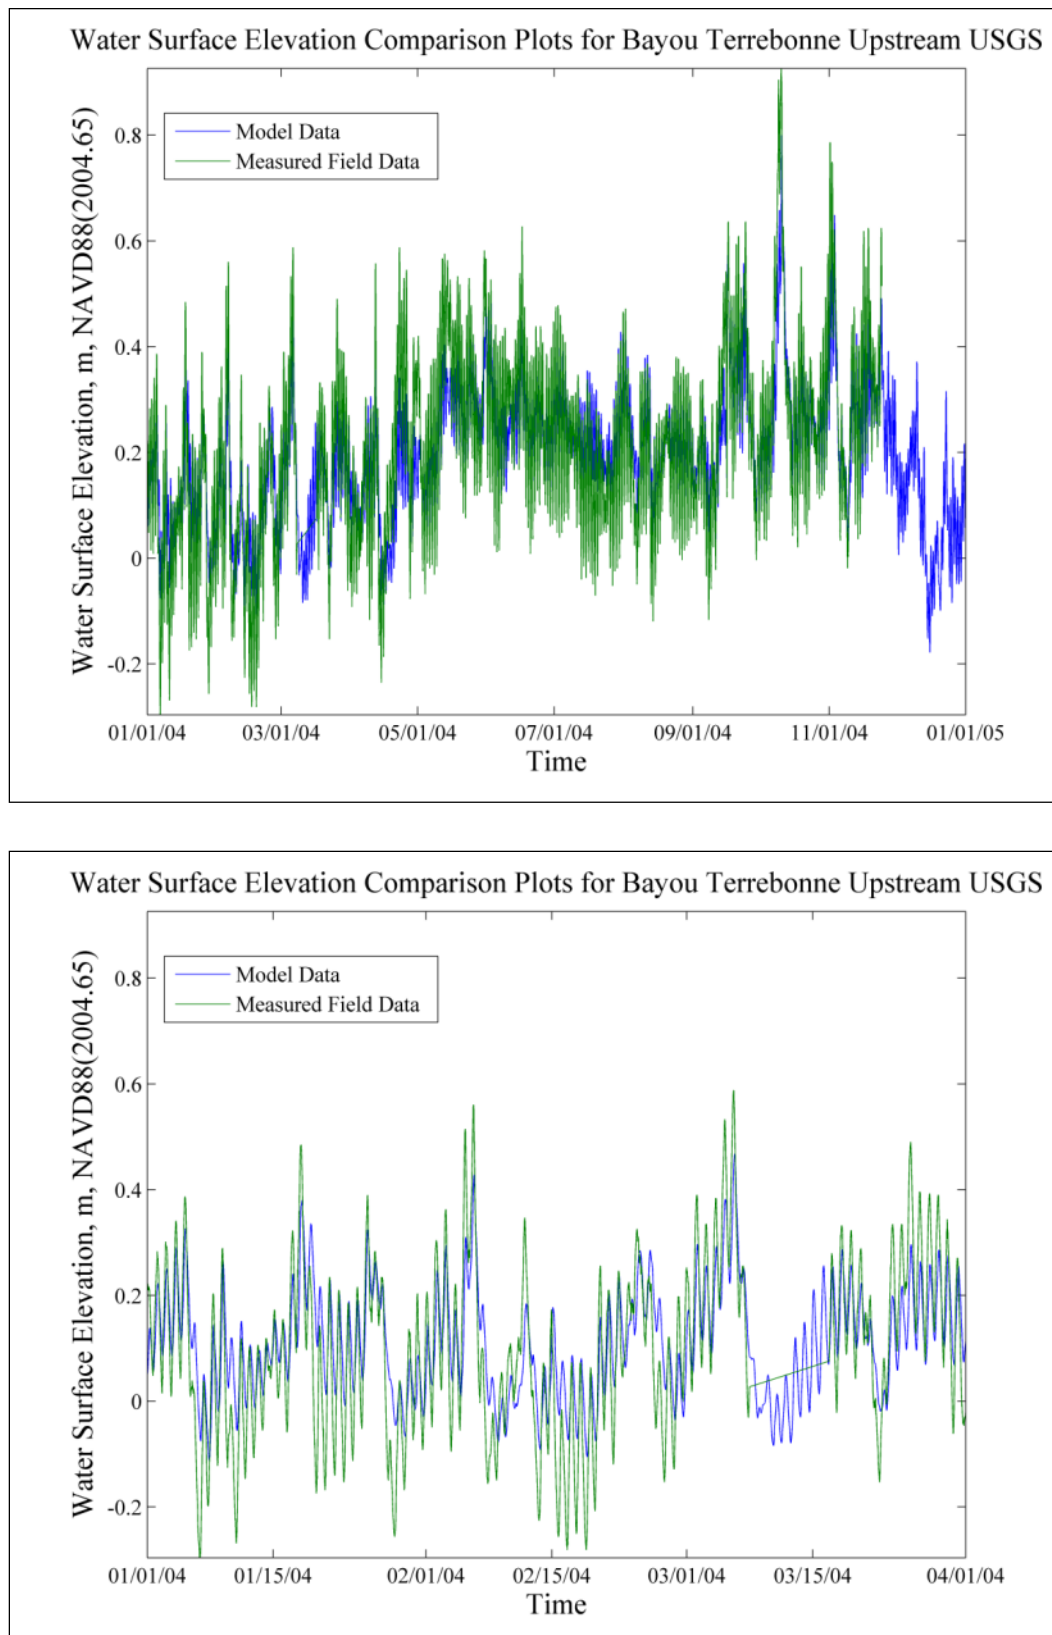 Water Surface Elevation Comparison Plots for Bayou Terrebonne Upstream USGS
Water Surface Elevation, m, NAVD88(2004.65)
Model Data
Measured Field Data
0.8
0.6
0.4
0.2
0
-0.2
01/01/04 03/01/04 05/01/04 07/01/04 09/01/04 11/01/04 01/01/05
Time
Water Surface Elevation Comparison Plots for Bayou Terrebonne Upstream USGS
Water Surface Elevation, m, NAVD88(2004.65)
Model Data
Measured Field Data
0.8
0.6
0.4
0.2
0
-0.2
01/01/04 01/15/04 02/01/04 02/15/04 03/01/04 03/15/04 04/01/04
Time